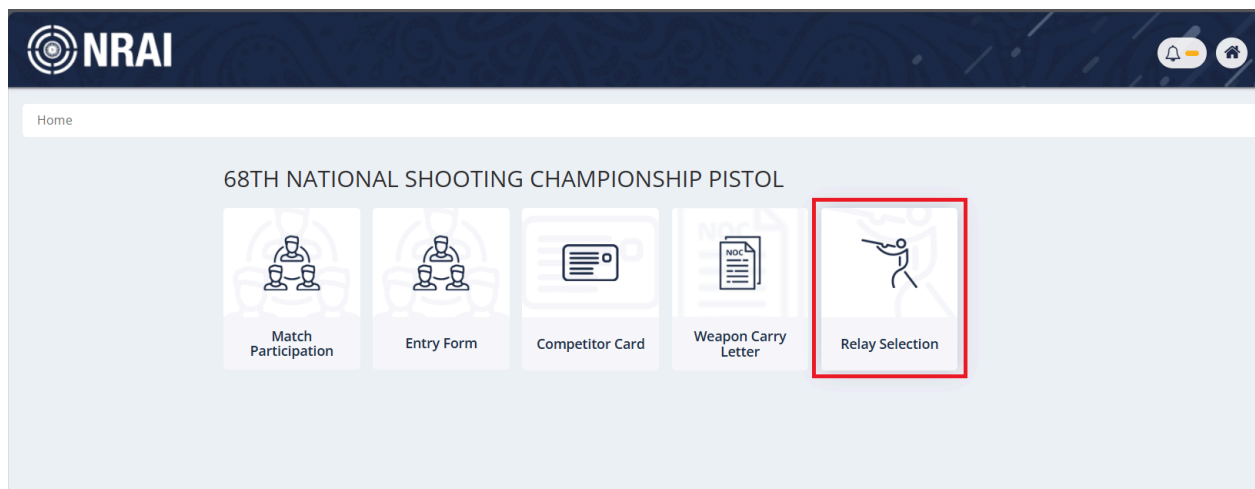 NRAI
Home
68TH NATIONAL SHOOTING CHAMPIONSHIP PISTOL
NOC
NOC
Match
Participation
Entry Form
Competitor Card
Weapon Carry
Letter
Relay Selection